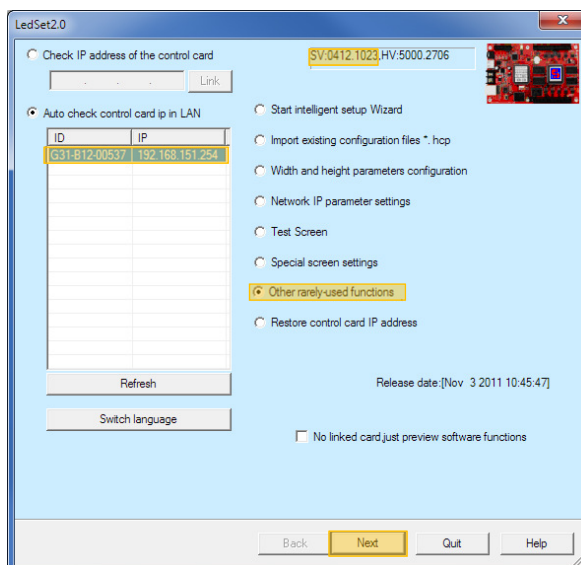 LedSet2.0
Check IP address of the control card
SV:0412.1023,HV:5000.2706
. . . Link
Auto check control card ip in LAN
ID IP
G31-B12-00537 192.168.151.254
Start intelligent setup Wizard
Import existing configuration files *. hcp
Width and height parameters configuration
Network IP parameter settings
Test Screen
Special screen settings
Other rarely-used functions
Restore control card IP address
Refresh
Release date:[Nov 3 2011 10:45:47]
Switch language
No linked card,just preview software functions
Back Next Quit Help